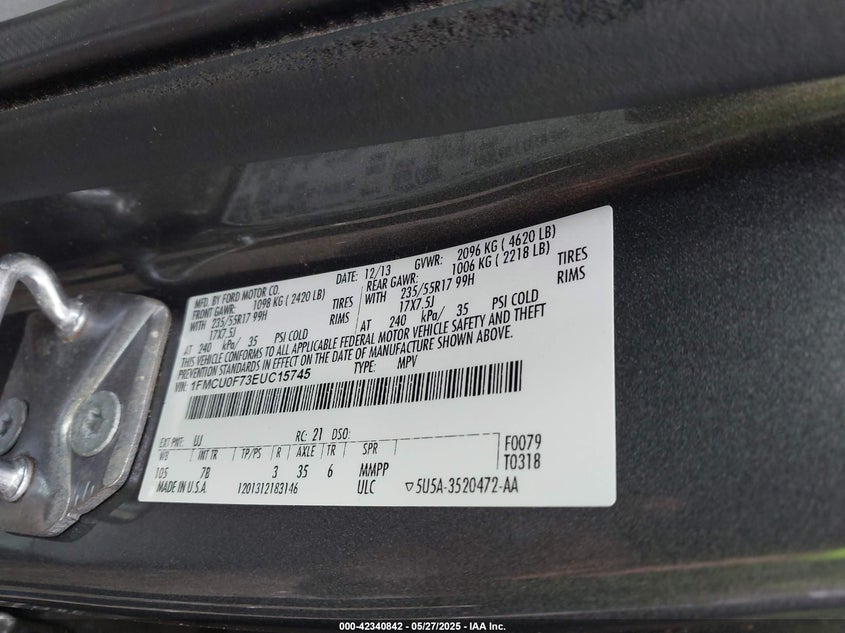 MFD. BY FORD MOTOR CO.
DATE: 12/13 GVWR: 2096 KG ( 4620 LB)
FRONT GAWR: 1098 KG ( 2420 LB) REAR GAWR: 1006 KG ( 2218 LB)
WITH 235/55R17 99H TIRES WITH 235/55R17 99H TIRES
17X7.5J RIMS 17X7.5J RIMS
AT 240 kPa/ 35 PSI COLD AT 240 kPa/ 35 PSI COLD
THIS VEHICLE CONFORMS TO ALL APPLICABLE FEDERAL MOTOR VEHICLE SAFETY AND THEFT
PREVENTION STANDARDS IN EFFECT ON THE DATE OF MANUFACTURE SHOWN ABOVE.
VIN: 1FMCU0F73EUC15745 TYPE: MPV
EXT PNT: UJ RC: 21 DSO:
WB INT TR TP/PS R AXLE TR SPR F0079
T0318
105 7B 3 35 6 MMPP
MADE IN U.S.A. 1201312183146 ULC ▽5U5A-3520472-AA
000-42340842 - 05/27/2025 - IAA Inc.